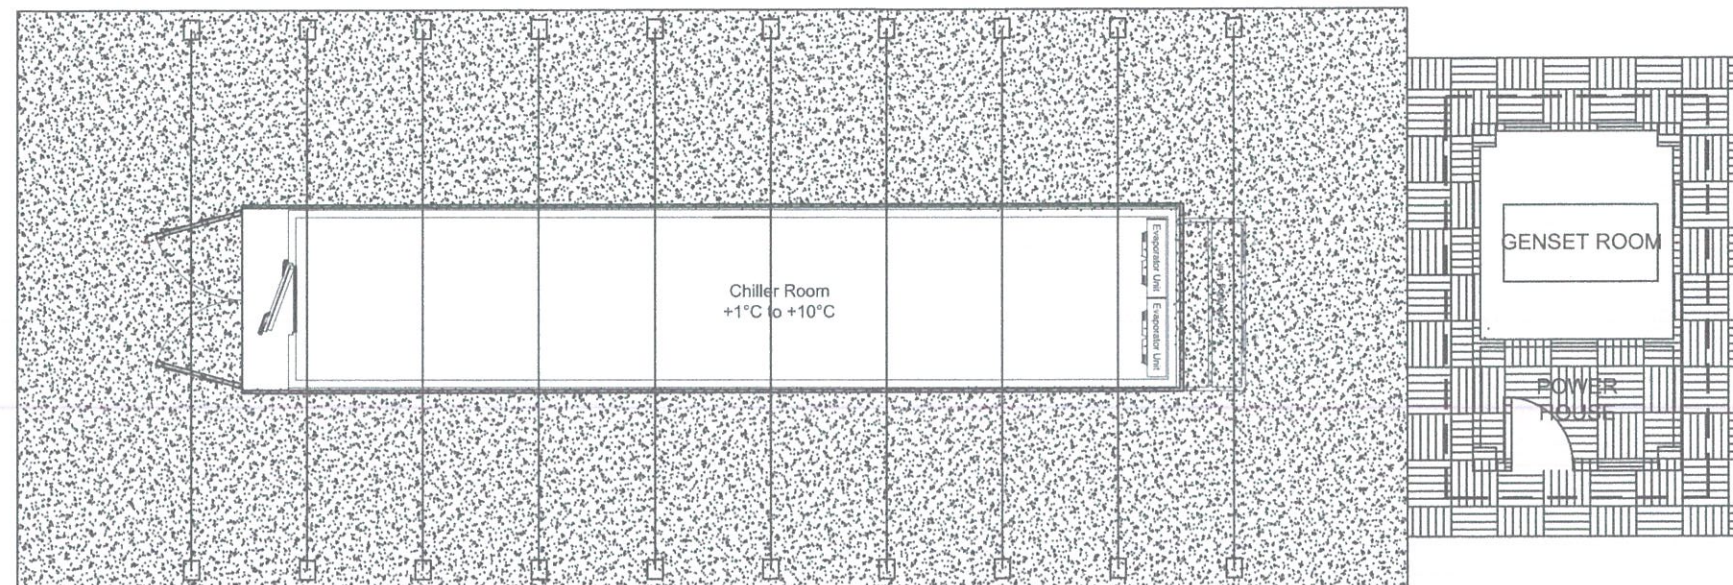 Chiller Room
+1°C to +10°C
Evaporator Unit
Evaporator Unit
GENSET ROOM
POWER
HOUSE